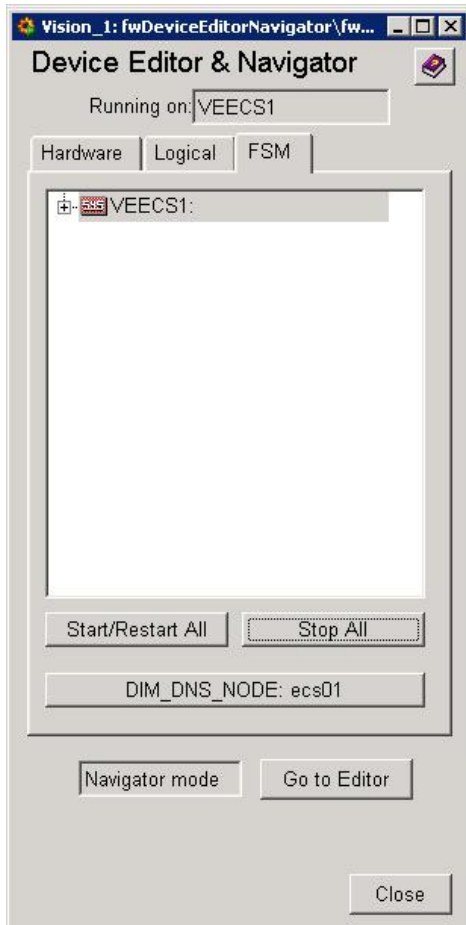 Vision_1: fwDeviceEditorNavigator\fw...
Device Editor & Navigator
Running on: VEECS1
Hardware Logical FSM
VEECS1:
Start/Restart All Stop All
DIM_DNS_NODE: ecs01
Navigator mode Go to Editor
Close